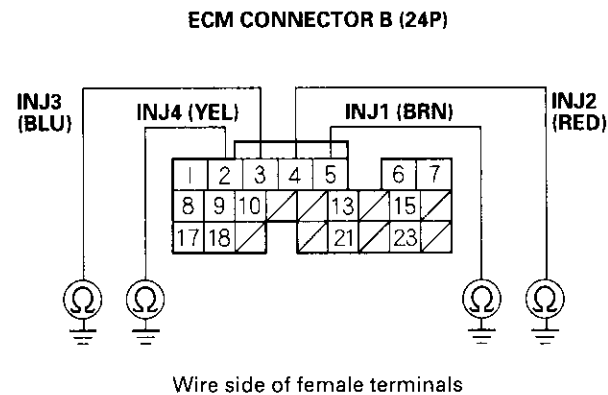 ECM CONNECTOR B (24P)
INJ3 (BLU)
INJ4 (YEL)
INJ1 (BRN)
INJ2 (RED)
1 2 3 4 5 6 7
8 9 10 13 15
17 18 21 23
Ω Ω Ω Ω
Wire side of female terminals